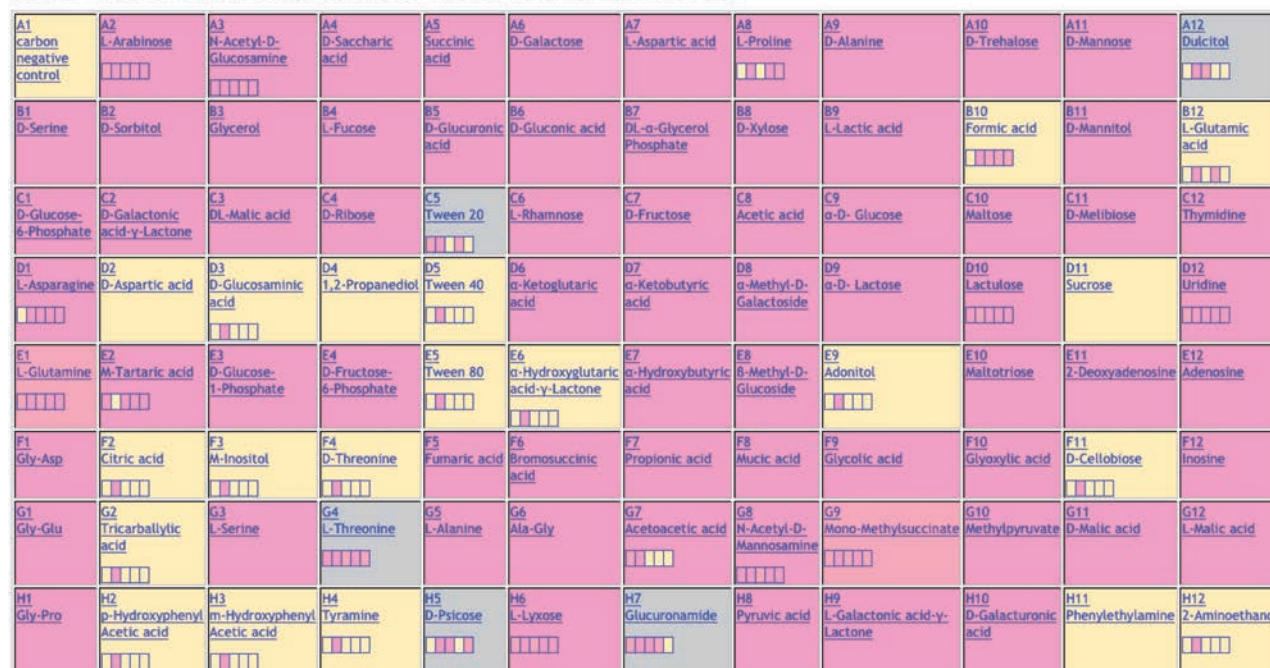 A1
carbon
negative
control
A2
L-Arabinose
A3
N-Acetyl-D-
Glucosamine
A4
D-Saccharic
acid
A5
Succinic
acid
A6
D-Galactose
A7
L-Aspartic acid
A8
L-Proline
A9
D-Alanine
A10
D-Trehalose
A11
D-Mannose
A12
Dulcitol
B1
D-Serine
B2
D-Sorbitol
B3
Glycerol
B4
L-Fucose
B5
D-Glucuronic
acid
B6
D-Gluconic acid
B7
DL-α-Glycerol
Phosphate
B8
D-Xylose
B9
L-Lactic acid
B10
Formic acid
B11
D-Mannitol
B12
L-Glutamic
acid
C1
D-Glucose-
6-Phosphate
C2
D-Galactonic
acid-γ-Lactone
C3
DL-Malic acid
C4
D-Ribose
C5
Tween 20
C6
L-Rhamnose
C7
D-Fructose
C8
Acetic acid
C9
α-D- Glucose
C10
Maltose
C11
D-Melibiose
C12
Thymidine
D1
L-Asparagine
D2
D-Aspartic acid
D3
D-Glucosaminic
acid
D4
1,2-Propanediol
D5
Tween 40
D6
α-Ketoglutaric
acid
D7
α-Ketobutyric
acid
D8
α-Methyl-D-
Galactoside
D9
α-D- Lactose
D10
Lactulose
D11
Sucrose
D12
Uridine
E1
L-Glutamine
E2
M-Tartaric acid
E3
D-Glucose-
1-Phosphate
E4
D-Fructose-
6-Phosphate
E5
Tween 80
E6
α-Hydroxyglutaric
acid-γ-Lactone
E7
α-Hydroxybutyric
acid
E8
ß-Methyl-D-
Glucoside
E9
Adonitol
E10
Maltotriose
E11
2-Deoxyadenosine
E12
Adenosine
F1
Gly-Asp
F2
Citric acid
F3
M-Inositol
F4
D-Threonine
F5
Fumaric acid
F6
Bromosuccinic
acid
F7
Propionic acid
F8
Mucic acid
F9
Glycolic acid
F10
Glyoxylic acid
F11
D-Cellobiose
F12
Inosine
G1
Gly-Glu
G2
Tricarballylic
acid
G3
L-Serine
G4
L-Threonine
G5
L-Alanine
G6
Ala-Gly
G7
Acetoacetic acid
G8
N-Acetyl-D-
Mannosamine
G9
Mono-Methylsuccinate
G10
Methylpyruvate
G11
D-Malic acid
G12
L-Malic acid
H1
Gly-Pro
H2
p-Hydroxyphenyl
Acetic acid
H3
m-Hydroxyphenyl
Acetic acid
H4
Tyramine
H5
D-Psicose
H6
L-Lyxose
H7
Glucuronamide
H8
Pyruvic acid
H9
L-Galactonic acid-γ-
Lactone
H10
D-Galacturonic
acid
H11
Phenylethylamine
H12
2-Aminoethano